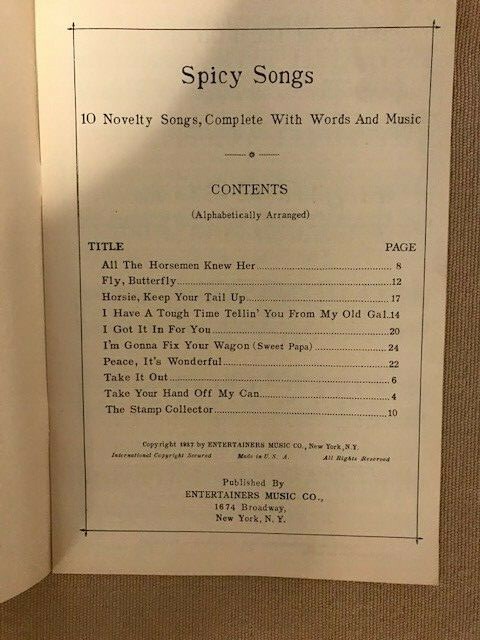 Spicy Songs
10 Novelty Songs, Complete With Words And Music
CONTENTS
(Alphabetically Arranged)
TITLE PAGE
All The Horsemen Knew Her 8
Fly, Butterfly 12
Horsie, Keep Your Tail Up 17
I Have A Tough Time Tellin' You From My Old Gal 14
I Got It In For You 20
I'm Gonna Fix Your Wagon (Sweet Papa) 24
Peace, It's Wonderful 22
Take It Out 6
Take Your Hand Off My Can 4
The Stamp Collector 10
Copyright 1937 by ENTERTAINERS MUSIC CO., New York, N.Y.
International Copyright Secured Made in U.S.A. All Rights Reserved
Published By
ENTERTAINERS MUSIC CO.,
1674 Broadway,
New York, N. Y.